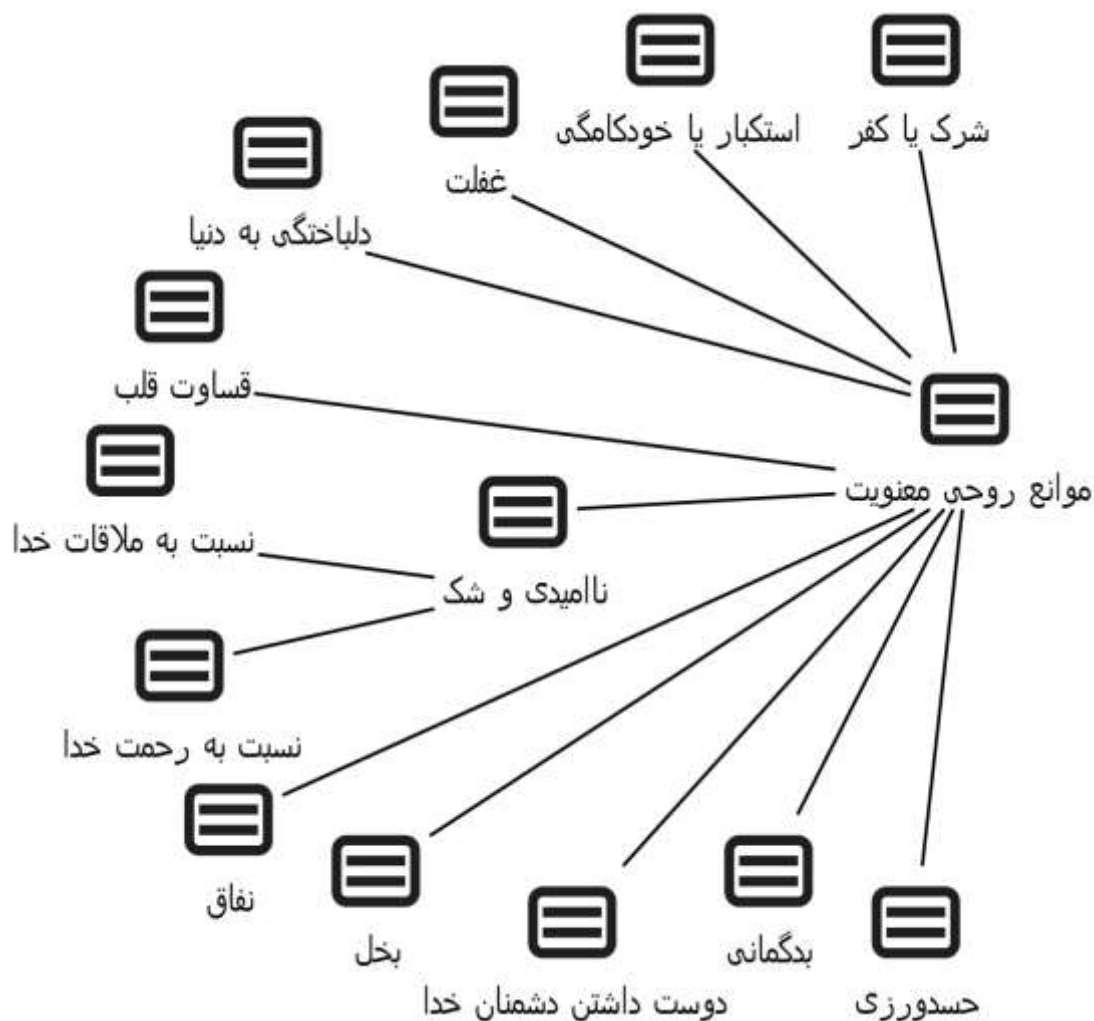 شرک یا کفر
استکبار یا خودکامگی
غفلت
دلباختگی به دنیا
قساوت قلب
موانع روحی معنویت
نسبت به ملاقات خدا
ناامیدی و شک
نسبت به رحمت خدا
نفاق
بخل
دوست داشتن دشمنان خدا
بدگمانی
حسدورزی